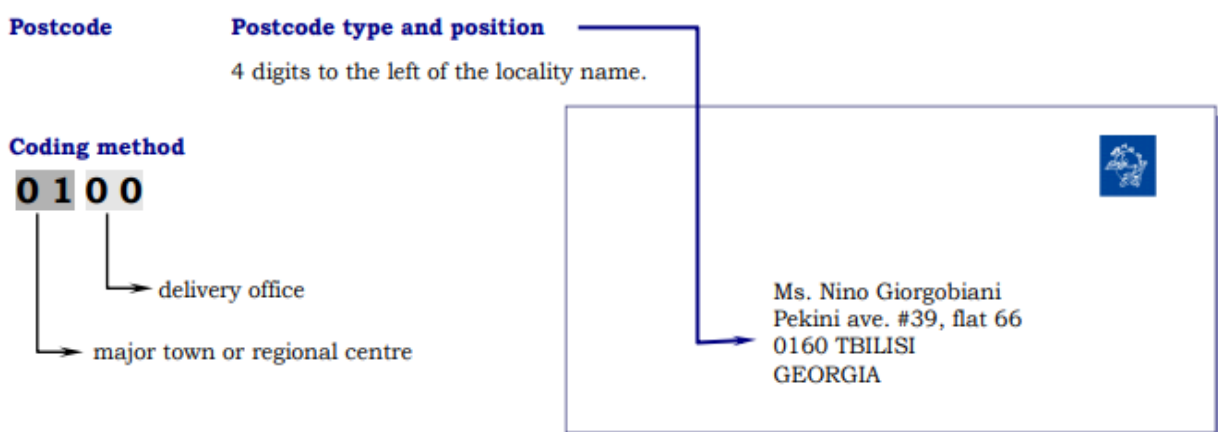 Postcode
Postcode type and position
4 digits to the left of the locality name.
Coding method
0 1 0 0
delivery office
major town or regional centre
Ms. Nino Giorgobiani
Pekini ave. #39, flat 66
0160 TBILISI
GEORGIA